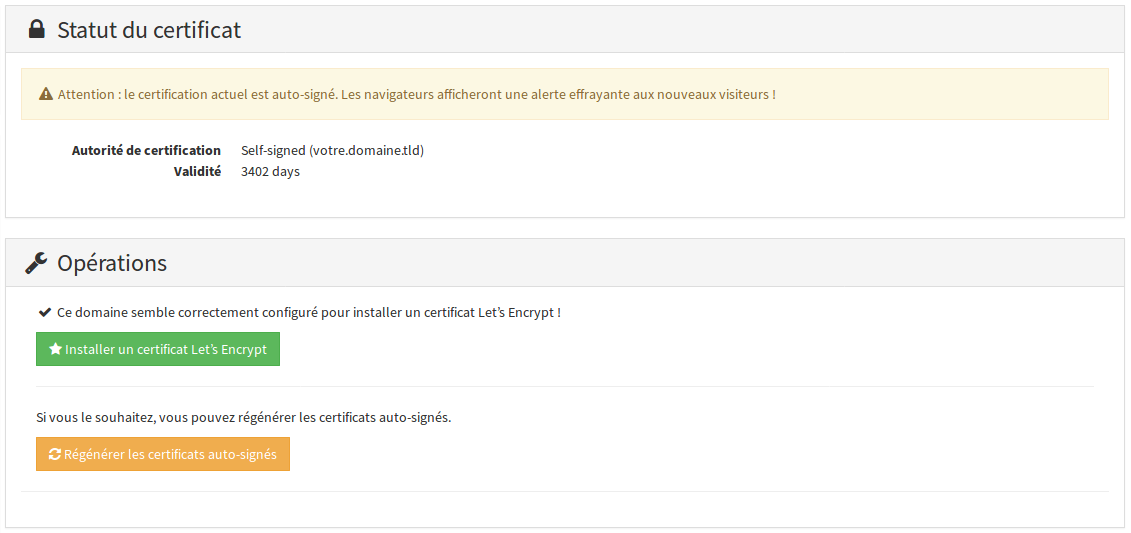 Statut du certificat
Attention : le certification actuel est auto-signé. Les navigateurs afficheront une alerte effrayante aux nouveaux visiteurs !
Autorité de certification Self-signed (votre.domaine.tld)
Validité 3402 days
Opérations
Ce domaine semble correctement configuré pour installer un certificat Let’s Encrypt !
Installer un certificat Let’s Encrypt
Si vous le souhaitez, vous pouvez régénérer les certificats auto-signés.
Régénérer les certificats auto-signés